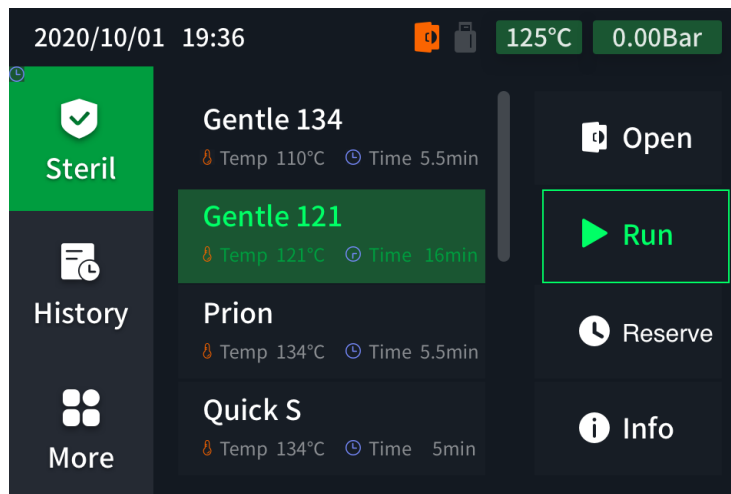 2020/10/01 19:36 125°C 0.00Bar
Steril
Gentle 134
Temp 110°C Time 5.5min
Gentle 121
Temp 121°C Time 16min
Prion
Temp 134°C Time 5.5min
Quick S
Temp 134°C Time 5min
History
More
Open
Run
Reserve
Info